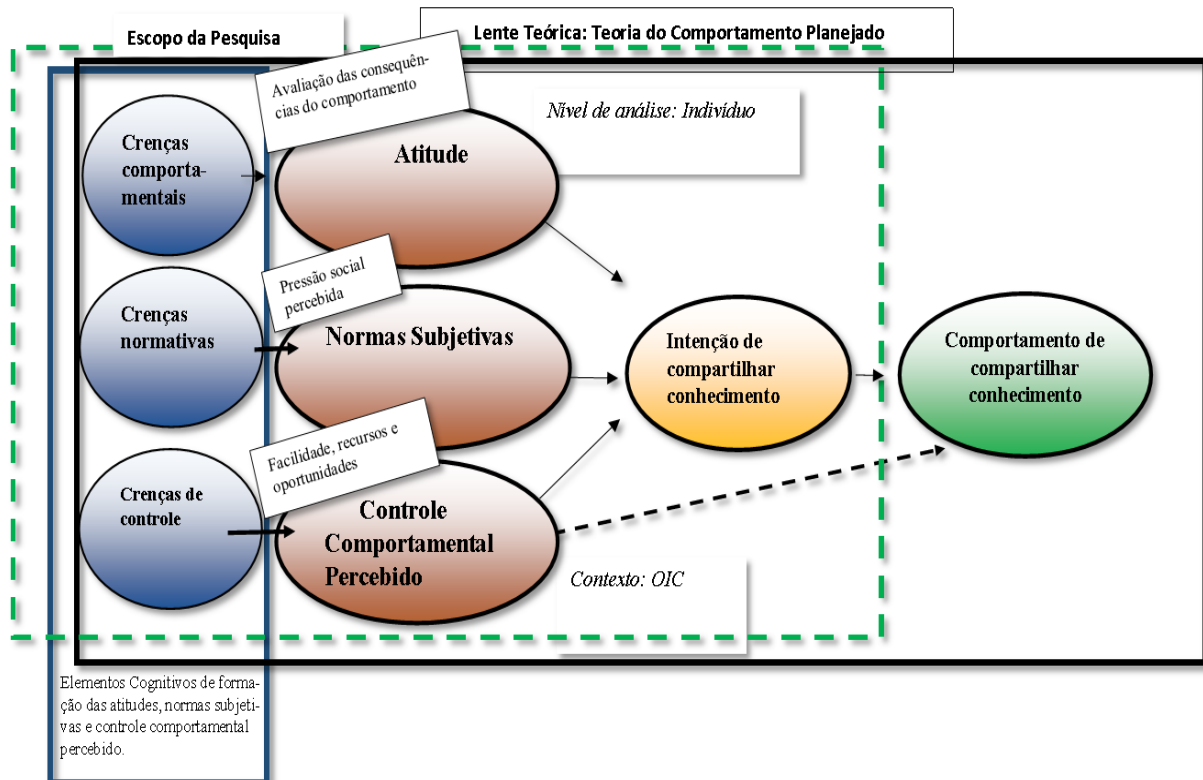 Escopo da Pesquisa
Lente Teórica: Teoria do Comportamento Planejado
Avaliação das consequên-
cias do comportamento
Nível de análise: Indivíduo
Crenças
comporta-
mentais
Atitude
Pressão social
percebida
Crenças
normativas
Normas Subjetivas
Intenção de
compartilhar
conhecimento
Comportamento de
compartilhar
conhecimento
Facilidade, recursos e
oportunidades
Crenças de
controle
Controle
Comportamental
Percebido
Contexto: OIC
Elementos Cognitivos de forma-
ção das atitudes, normas subjeti-
vas e controle comportamental
percebido.